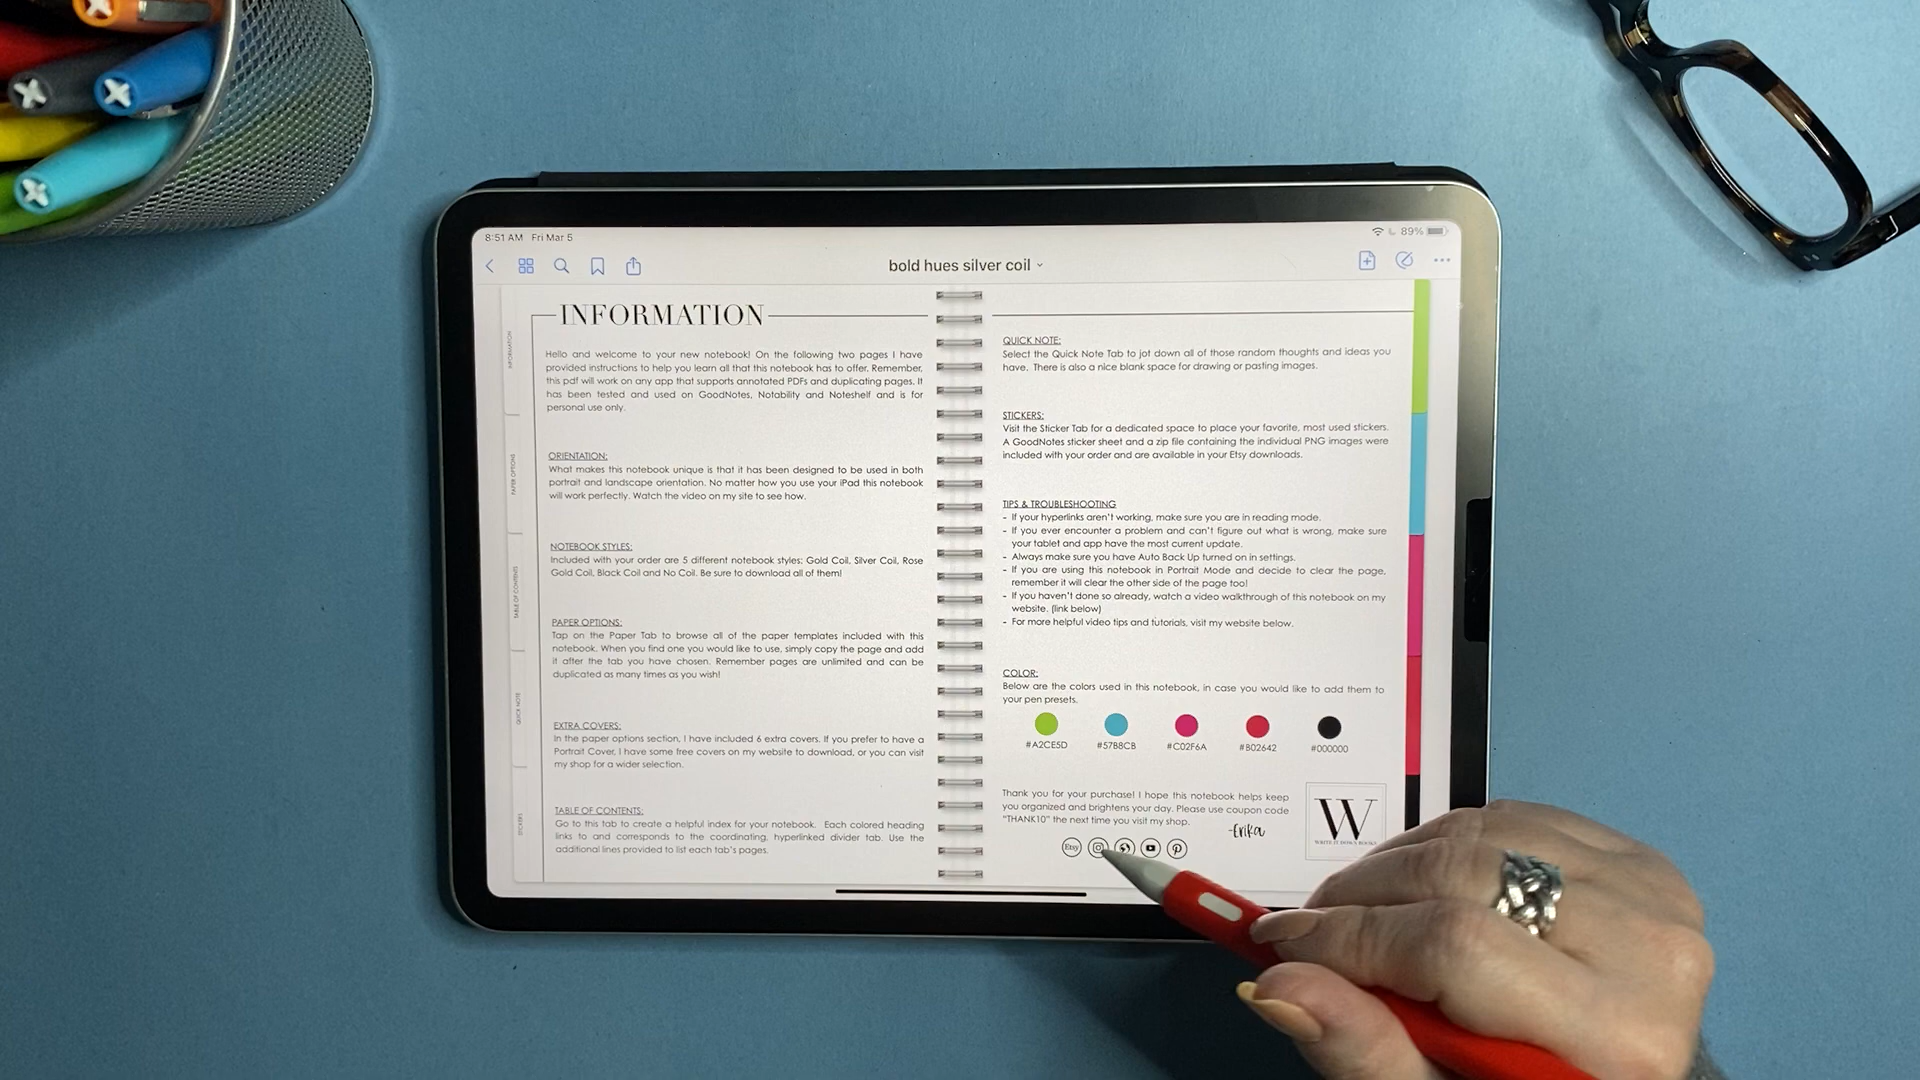 8:51 AM Fri Mar 5
89%
bold hues silver coil
INFORMATION
Hello and welcome to your new notebook! On the following two pages I have
provided instructions to help you learn all that this notebook has to offer. Remember,
this pdf will work on any app that supports annotated PDFs and duplicating pages. It
has been tested and used on GoodNotes, Notability and Noteshelf and is for
personal use only.
ORIENTATION:
What makes this notebook unique is that it has been designed to be used in both
portrait and landscape orientation. No matter how you use your iPad this notebook
will work perfectly. Watch the video on my site to see how.
NOTEBOOK STYLES:
Included with your order are 5 different notebook styles: Gold Coil, Silver Coil, Rose
Gold Coil, Black Coil and No Coil. Be sure to download all of them!
PAPER OPTIONS:
Tap on the Paper Tab to browse all of the paper templates included with this
notebook. When you find one you would like to use, simply copy the page and add
it after the tab you have chosen. Remember pages are unlimited and can be
duplicated as many times as you wish!
EXTRA COVERS:
In the paper options section, I have included 6 extra covers. If you prefer to have a
Portrait Cover, I have some free covers on my website to download, or you can visit
my shop for a wider selection.
TABLE OF CONTENTS:
Go to this tab to create a helpful index for your notebook. Each colored heading
links to and corresponds to the coordinating, hyperlinked divider tab. Use the
additional lines provided to list each tab's pages.
INFORMATION
PAPER OPTIONS
TABLE OF CONTENTS
QUICK NOTE
STICKERS
QUICK NOTE:
Select the Quick Note Tab to jot down all of those random thoughts and ideas you
have. There is also a nice blank space for drawing or pasting images.
STICKERS:
Visit the Sticker Tab for a dedicated space to place your favorite, most used stickers.
A GoodNotes sticker sheet and a zip file containing the individual PNG images were
included with your order and are available in your Etsy downloads.
TIPS & TROUBLESHOOTING
- If your hyperlinks aren't working, make sure you are in reading mode.
- If you ever encounter a problem and can't figure out what is wrong, make sure
your tablet and app have the most current update.
- Always make sure you have Auto Back Up turned on in settings.
- If you are using this notebook in Portrait Mode and decide to clear the page,
remember it will clear the other side of the page too!
- If you haven't done so already, watch a video walkthrough of this notebook on my
website. (link below)
- For more helpful video tips and tutorials, visit my website below.
COLOR:
Below are the colors used in this notebook, in case you would like to add them to
your pen presets.
#A2CE5D #57B8CB #C02F6A #B02642 #000000
Thank you for your purchase! I hope this notebook helps keep
you organized and brightens your day. Please use coupon code
"THANK10" the next time you visit my shop.
-Erika
Etsy
W
WRITE IT DOWN BOOKS